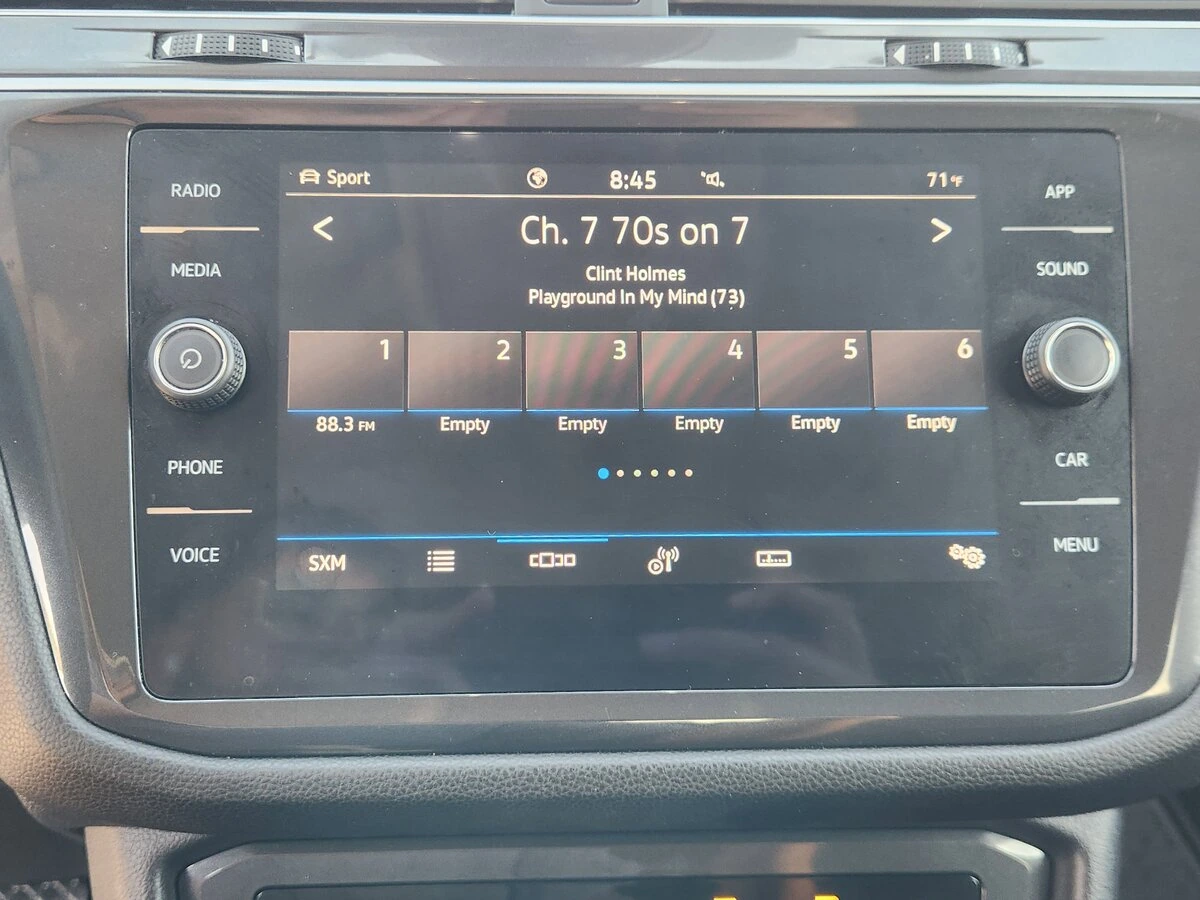 RADIO
MEDIA
PHONE
VOICE
Sport 8:45 71°F
< Ch. 7 70s on 7 >
Clint Holmes
Playground In My Mind (73)
1 2 3 4 5 6
88.3 FM Empty Empty Empty Empty Empty
SXM
APP
SOUND
CAR
MENU